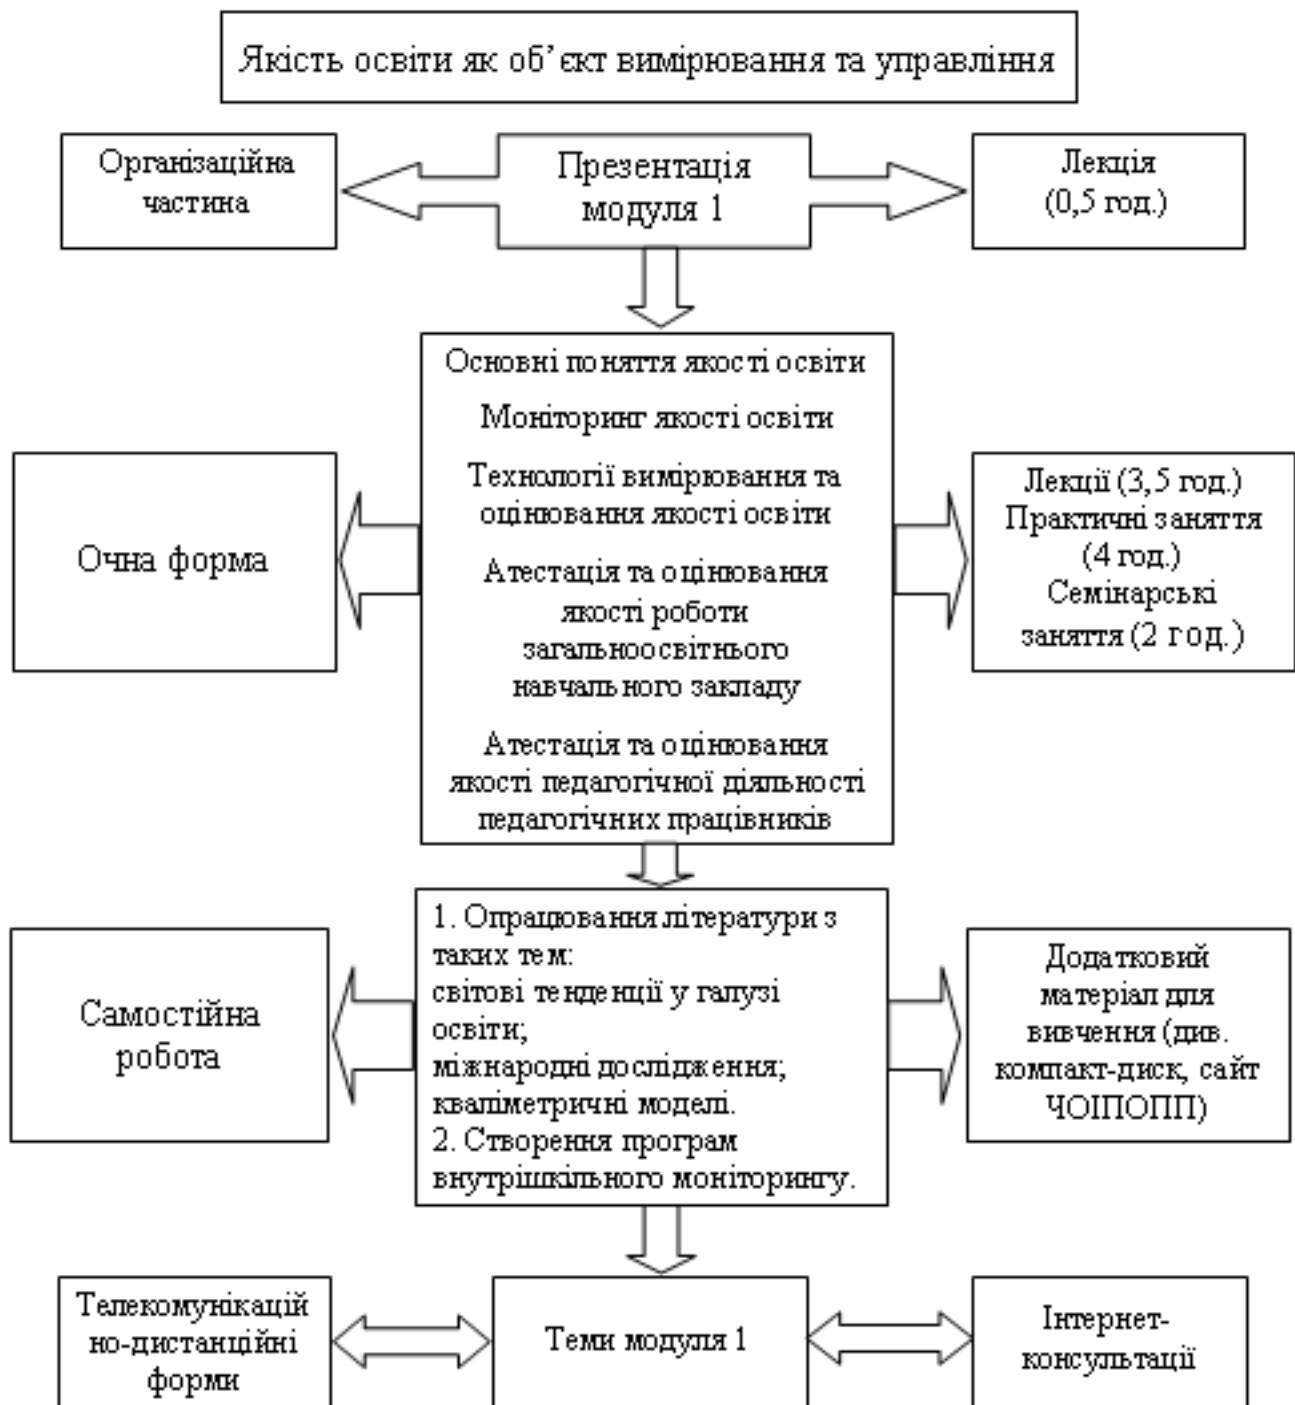 Якість освіти як об’єкт вимірювання та управління
Організаційна
частина
Презентація
модуля 1
Лекція
(0,5 год.)
Основні поняття якості освіти
Моніторинг якості освіти
Технології вимірювання та
оцінювання якості освіти
Атестація та оцінювання
якості роботи
загальноосвітнього
навчального закладу
Атестація та оцінювання
якості педагогічної діяльності
педагогічних працівників
Очна форма
Лекції (3,5 год.)
Практичні заняття
(4 год.)
Семінарські
заняття (2 год.)
Самостійна
робота
1. Опрацювання літератури з
таких тем:
світові тенденції у галузі
освіти;
міжнародні дослідження;
кваліметричні моделі.
2. Створення програм
внутрішкільного моніторингу.
Додатковий
матеріал для
вивчення (див.
компакт-диск, сайт
ЧОІПОПП)
Телекомунікацій
но-дистанційні
форми
Теми модуля 1
Інтернет-
консультації